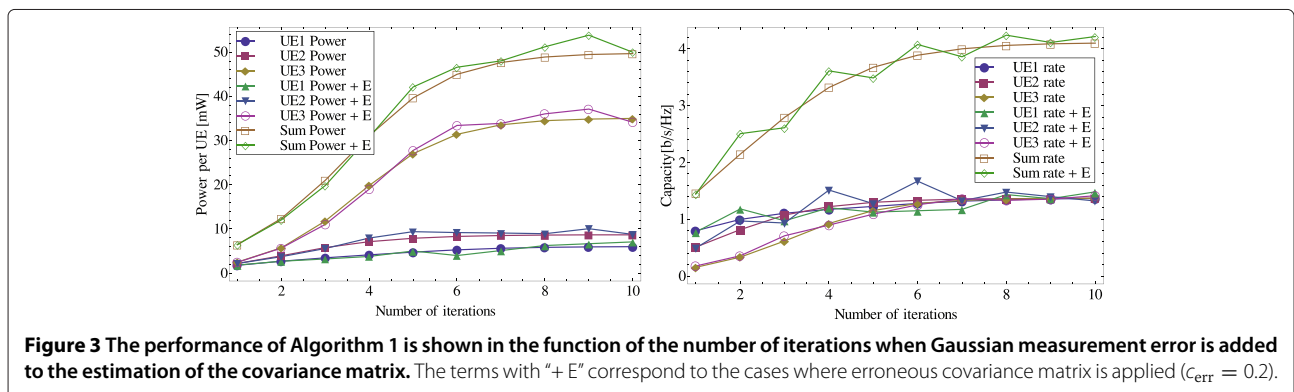 50
40
30
20
10
0
Power per UE [mW]
UE1 Power
UE2 Power
UE3 Power
UE1 Power + E
UE2 Power + E
UE3 Power + E
Sum Power
Sum Power + E
2 4 6 8 10
Number of iterations
4
3
2
1
0
Capacity[b/s/Hz]
UE1 rate
UE2 rate
UE3 rate
UE1 rate + E
UE2 rate + E
UE3 rate + E
Sum rate
Sum rate + E
2 4 6 8 10
Number of iterations
Figure 3 The performance of Algorithm 1 is shown in the function of the number of iterations when Gaussian measurement error is added
to the estimation of the covariance matrix. The terms with “+ E” correspond to the cases where erroneous covariance matrix is applied (c_err = 0.2).